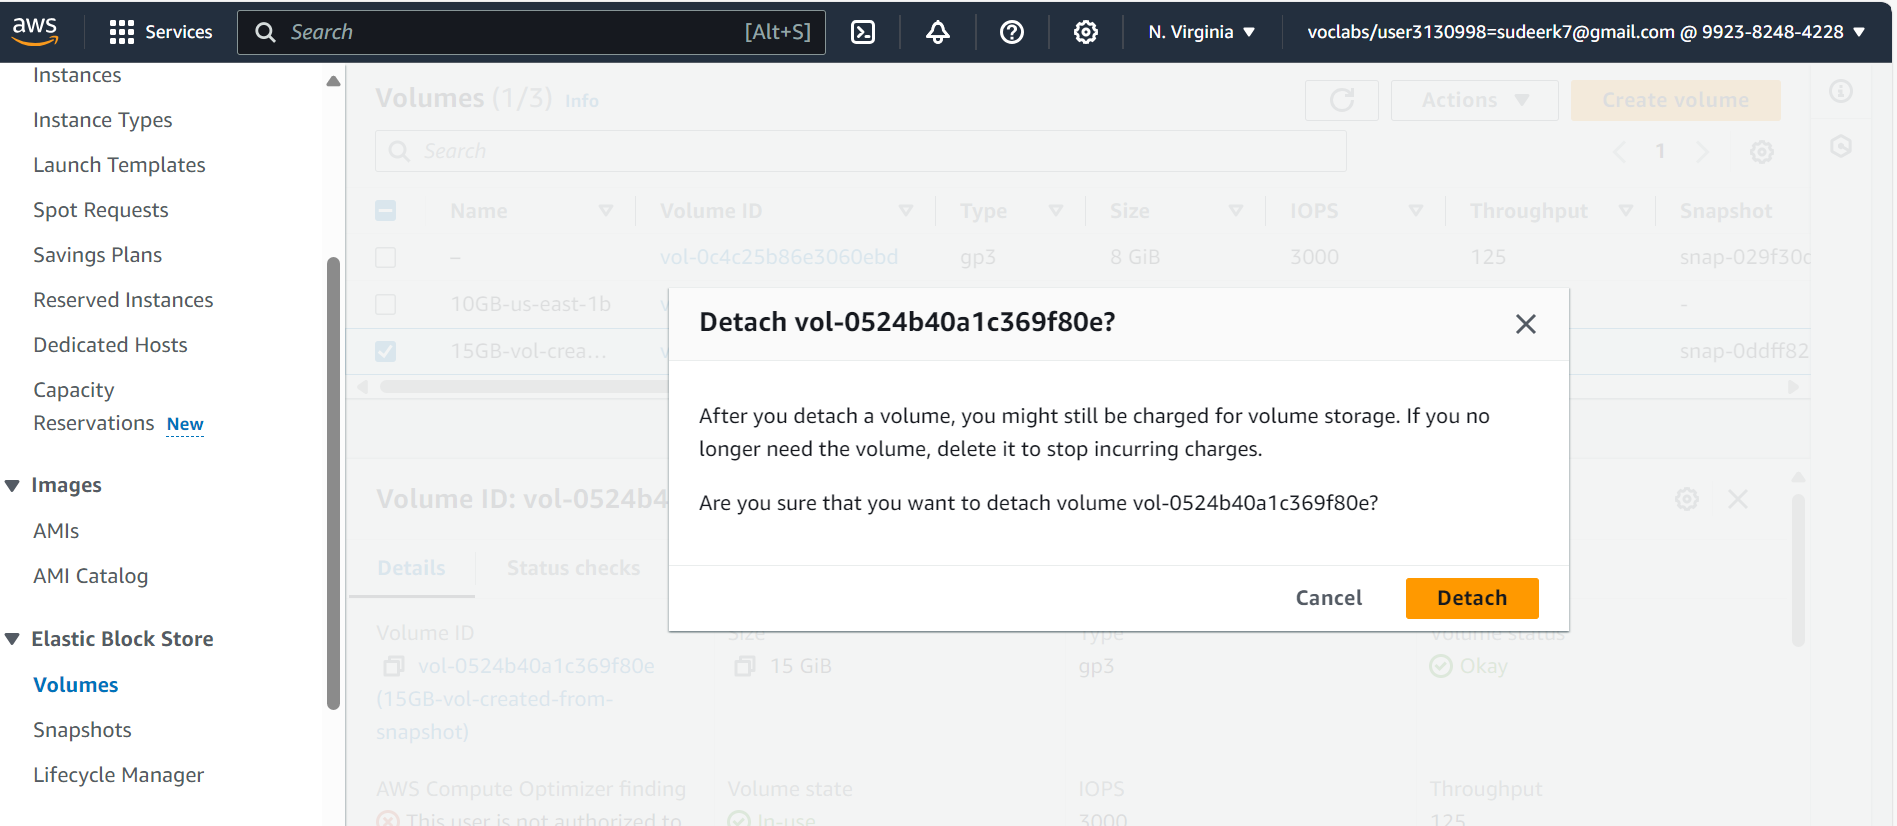 aws
Services
Search
[Alt+S]
N. Virginia
voclabs/user3130998=sudeerk7@gmail.com @ 9923-8248-4228
Instances
Instance Types
Launch Templates
Spot Requests
Savings Plans
Reserved Instances
Dedicated Hosts
Capacity
Reservations New
Images
AMIs
AMI Catalog
Elastic Block Store
Volumes
Snapshots
Lifecycle Manager
Volumes (1/3) Info
Actions
Create volume
Search
1
Name Volume ID Type Size IOPS Throughput Snapshot
– vol-0c4c25b86e3060ebd gp3 8 GiB 3000 125 snap-029f30c
10GB-us-east-1b v -
15GB-vol-crea... v snap-0ddff82
Detach vol-0524b40a1c369f80e?
After you detach a volume, you might still be charged for volume storage. If you no
longer need the volume, delete it to stop incurring charges.
Are you sure that you want to detach volume vol-0524b40a1c369f80e?
Cancel
Detach
Volume ID: vol-0524b4
Details
Status checks
Volume ID
vol-0524b40a1c369f80e
(15GB-vol-created-from-
snapshot)
Size
15 GiB
Type
gp3
Volume status
Okay
AWS Compute Optimizer finding
This user is not authorized to
Volume state
In-use
IOPS
3000
Throughput
125